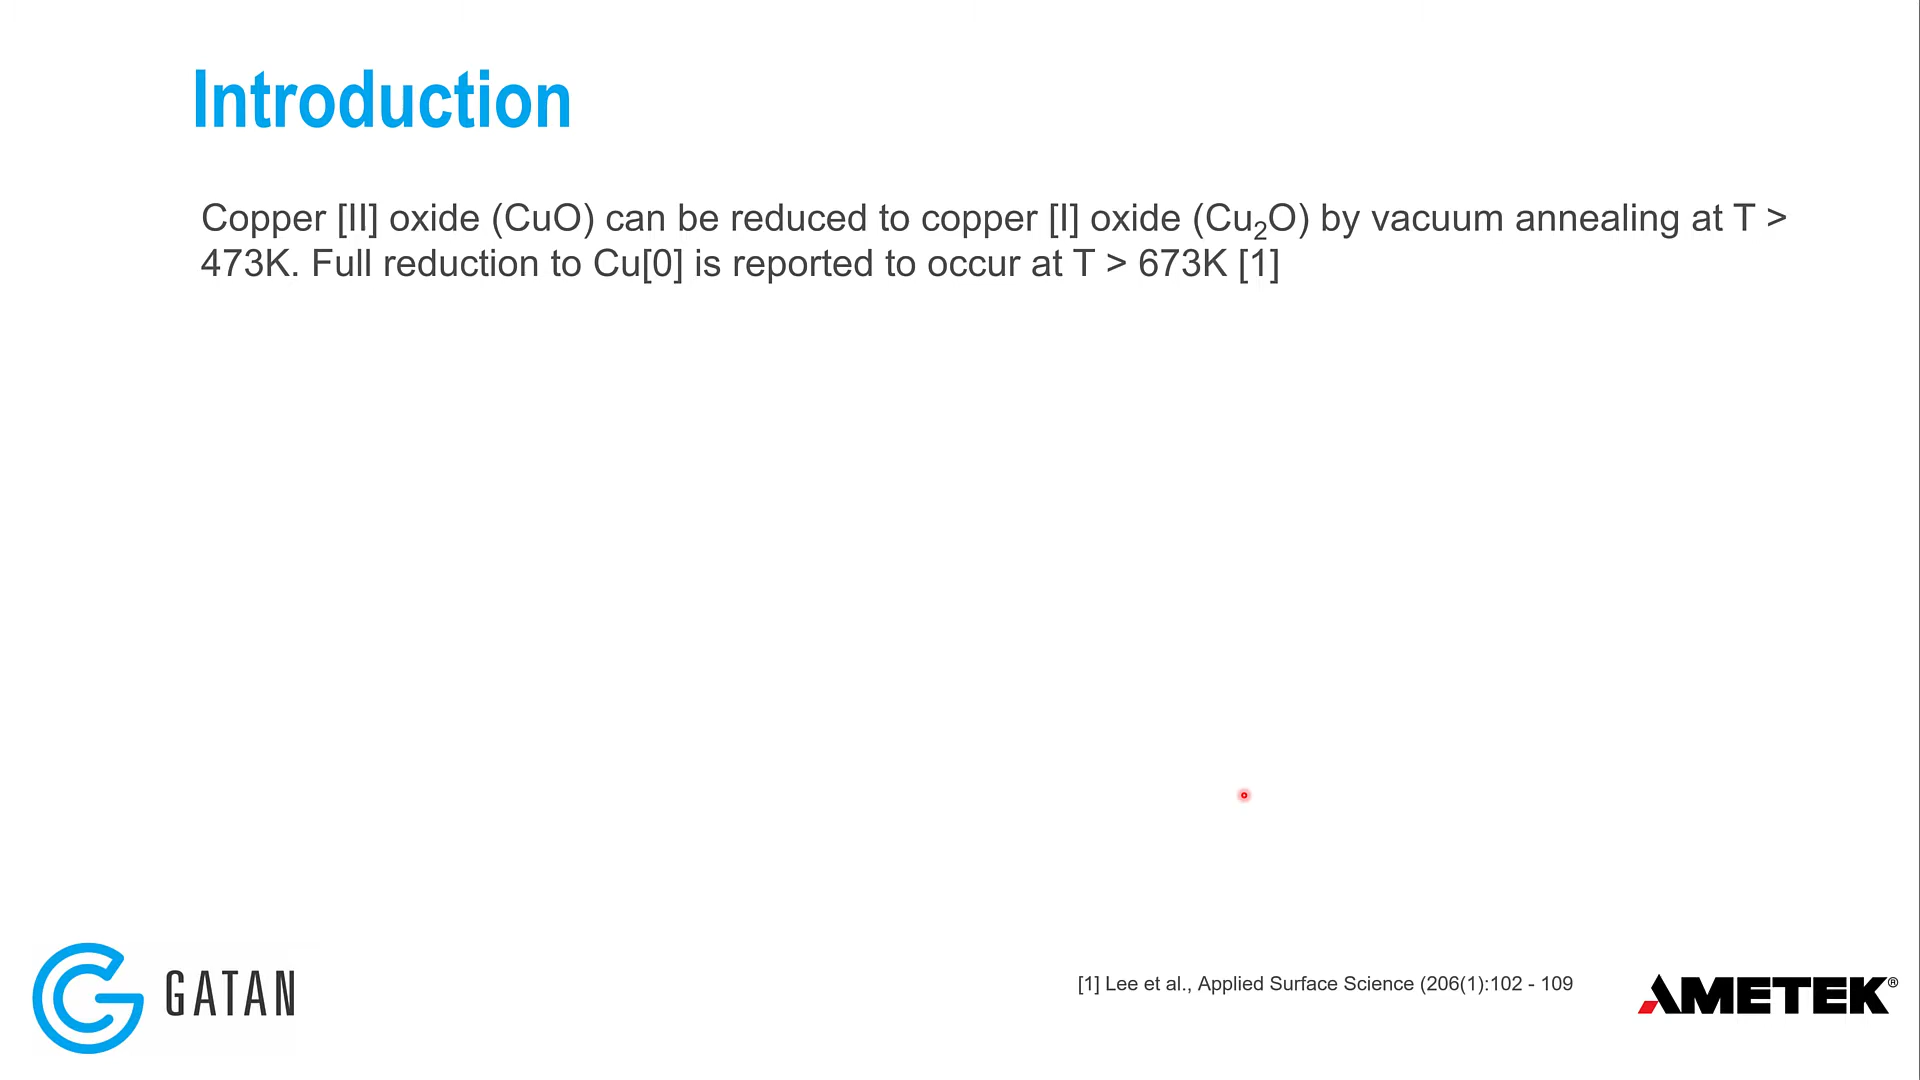 Introduction
Copper [II] oxide (CuO) can be reduced to copper [I] oxide (Cu₂O) by vacuum annealing at T >
473K. Full reduction to Cu[0] is reported to occur at T > 673K [1]
GATAN
[1] Lee et al., Applied Surface Science (206(1):102 - 109
AMETEK®